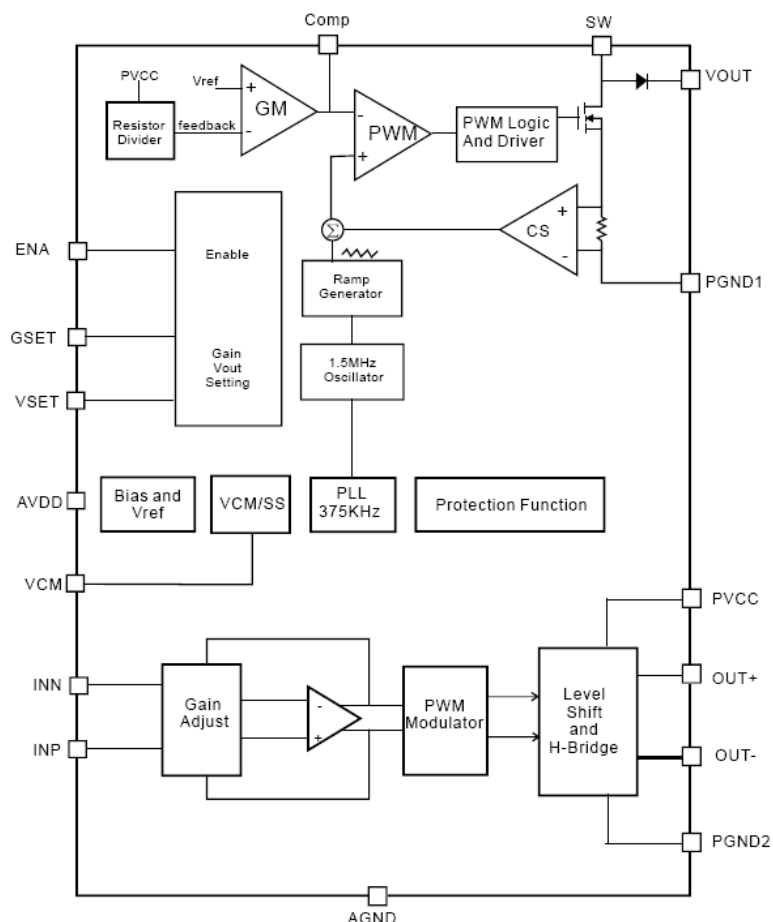 Comp
SW
PVCC
Vref
+
GM
-
Resistor
Divider
feedback
-
PWM
+
PWM Logic
And Driver
VOUT
Σ
CS
+
-
PGND1
ENA
Enable
GSET
Gain
Vout
Setting
VSET
Ramp
Generator
1.5MHz
Oscillator
AVDD
Bias and
Vref
VCM/SS
PLL
375KHz
Protection Function
VCM
PVCC
INN
INP
Gain
Adjust
-
+
PWM
Modulator
Level
Shift
and
H-Bridge
OUT+
OUT-
PGND2
AGND